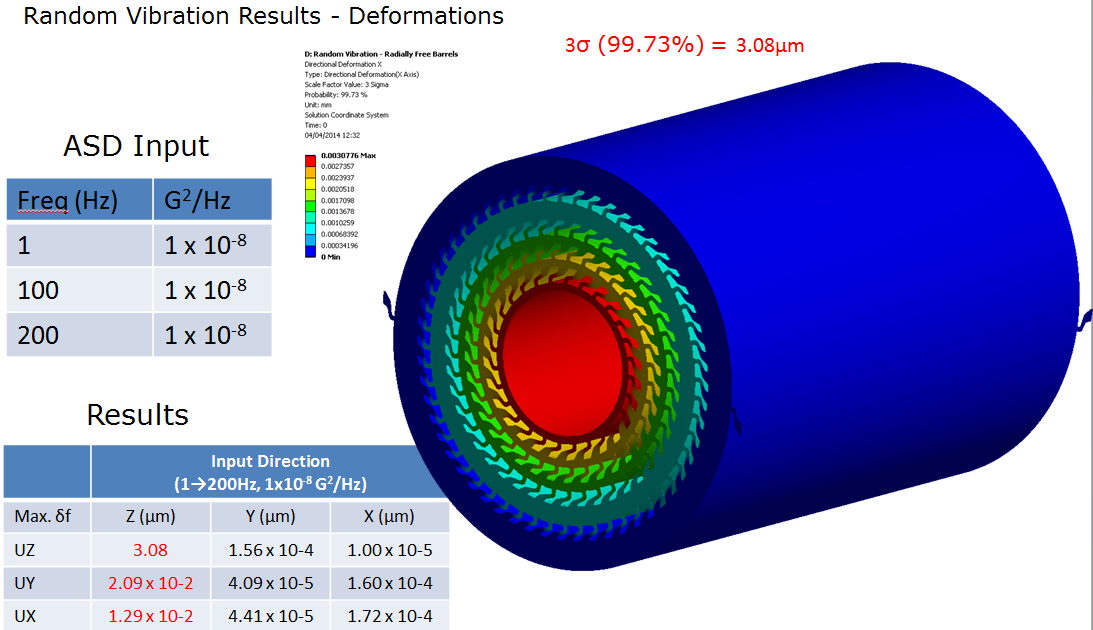 Random Vibration Results - Deformations
3σ (99.73%) = 3.08µm
D: Random Vibration - Radially Free Barrels
Directional Deformation X
Type: Directional Deformation(X Axis)
Scale Factor Value: 3 Sigma
Probability: 99.73 %
Unit: mm
Solution Coordinate System
Time: 0
04/04/2014 12:32
0.0030776 Max
0.0027357
0.0023937
0.0020518
0.0017098
0.0013678
0.0010259
0.00068392
0.00034196
0 Min
ASD Input
Freq (Hz) G²/Hz
1 1 x 10⁻⁸
100 1 x 10⁻⁸
200 1 x 10⁻⁸
Results
Input Direction
(1→200Hz, 1x10⁻⁸ G²/Hz)
Max. δf Z (µm) Y (µm) X (µm)
UZ 3.08 1.56 x 10-4 1.00 x 10-5
UY 2.09 x 10-2 4.09 x 10-5 1.60 x 10-4
UX 1.29 x 10-2 4.41 x 10-5 1.72 x 10-4